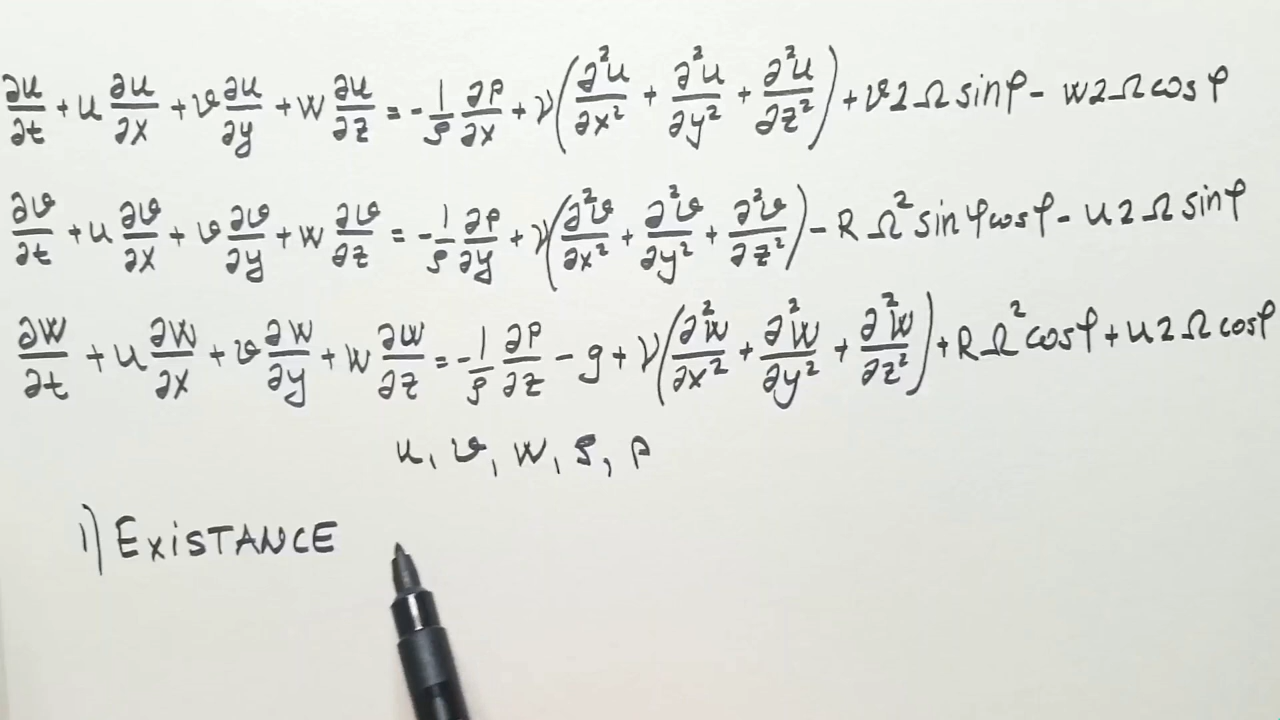 ∂u/∂t + u ∂u/∂x + v ∂u/∂y + w ∂u/∂z = - 1/ρ ∂p/∂x + ν(∂²u/∂x² + ∂²u/∂y² + ∂²u/∂z²) + v2Ω sinφ - w2Ω cosφ
∂v/∂t + u ∂v/∂x + v ∂v/∂y + w ∂v/∂z = - 1/ρ ∂p/∂y + ν(∂²v/∂x² + ∂²v/∂y² + ∂²v/∂z²) - RΩ² sinφ cosφ - u2Ω sinφ
∂w/∂t + u ∂w/∂x + v ∂w/∂y + w ∂w/∂z = - 1/ρ ∂p/∂z - g + ν(∂²w/∂x² + ∂²w/∂y² + ∂²w/∂z²) + RΩ² cosφ + u2Ω cosφ
u, v, w, ρ, p
1) EXiSTANCE